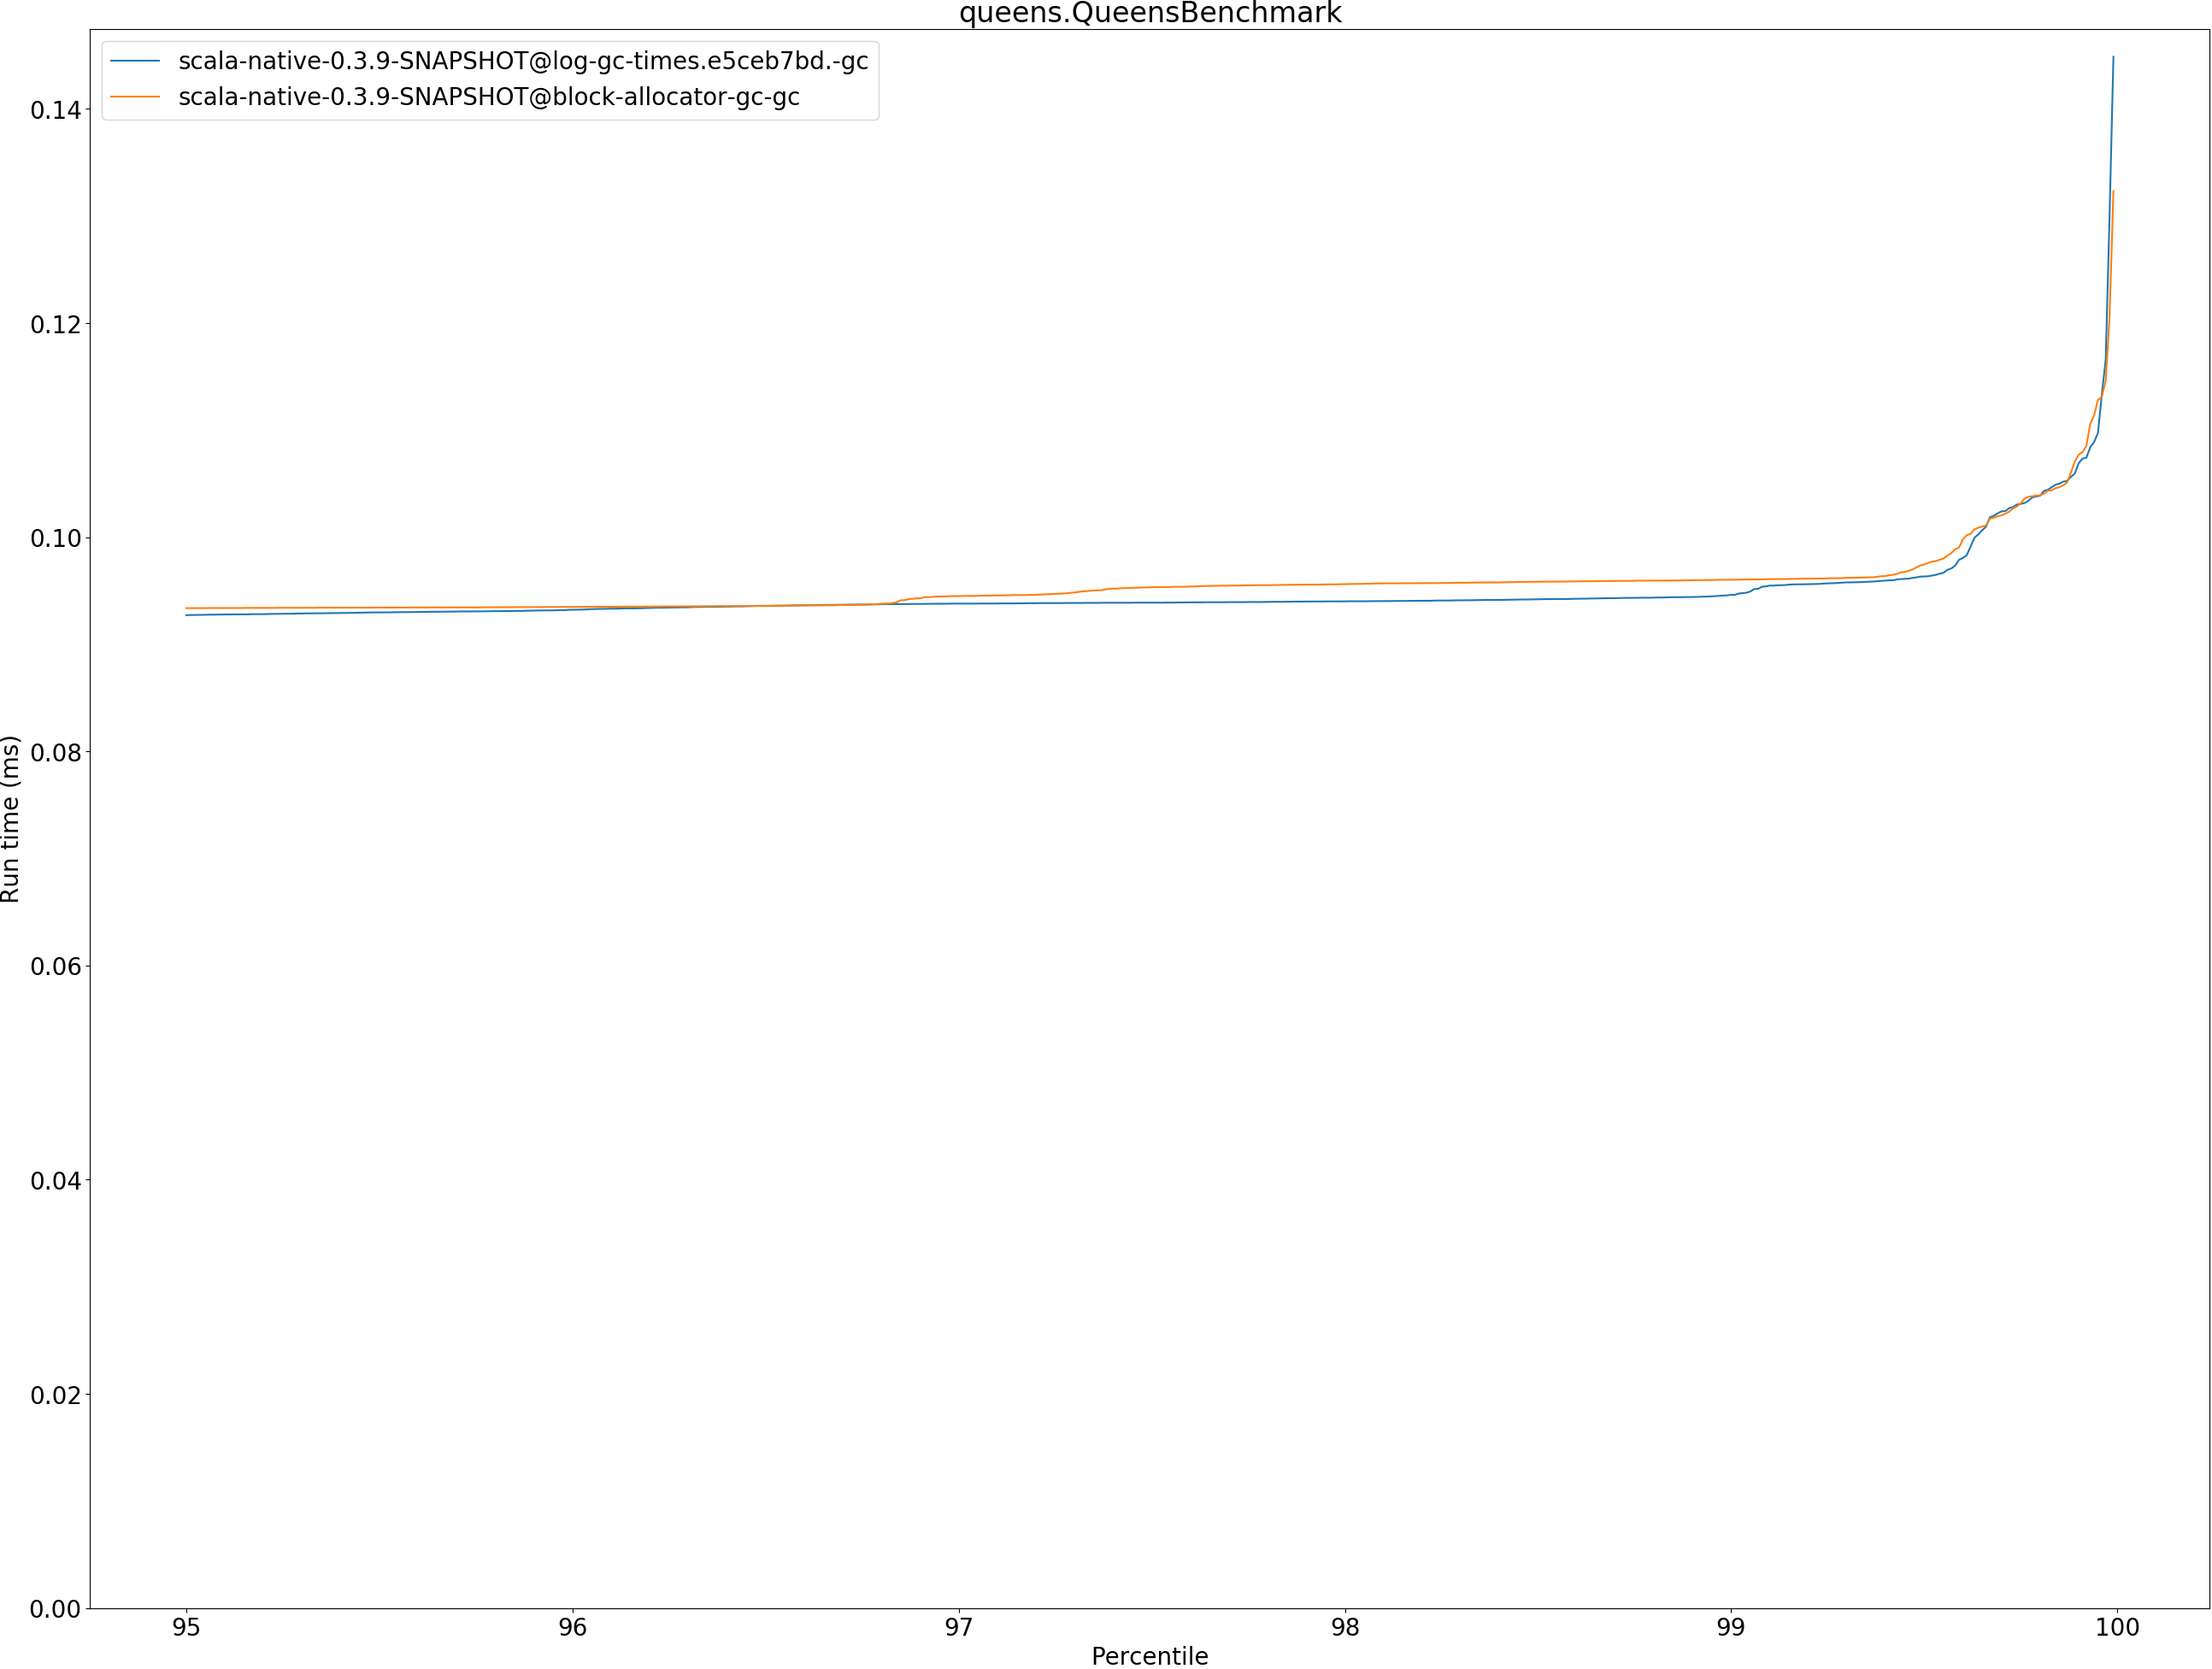 queens.QueensBenchmark
scala-native-0.3.9-SNAPSHOT@log-gc-times.e5ceb7bd.-gc
scala-native-0.3.9-SNAPSHOT@block-allocator-gc-gc
0.14
0.12
0.10
0.08
0.06
0.04
0.02
0.00
Run time (ms)
95 96 97 98 99 100
Percentile